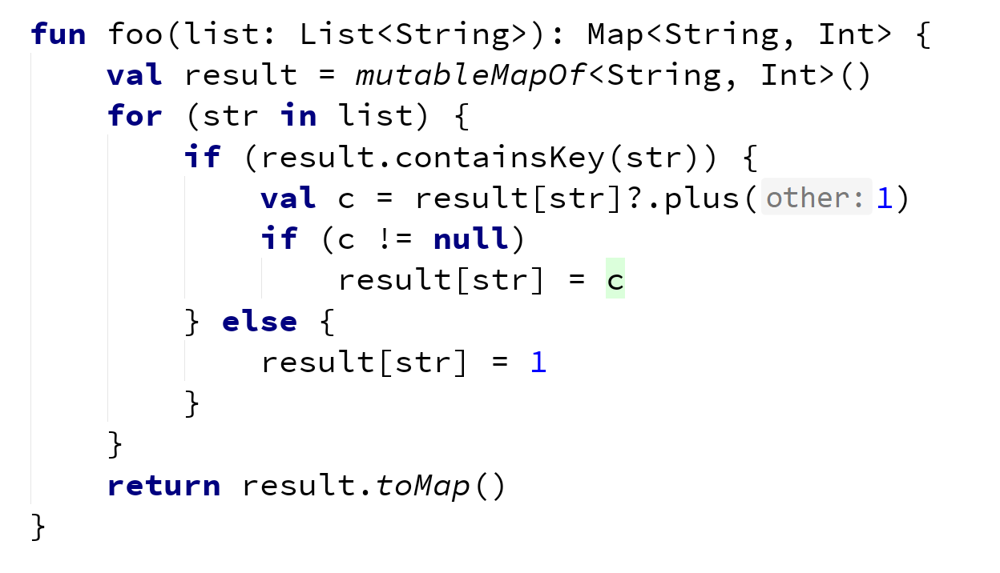 fun foo(list: List<String>): Map<String, Int> {
    val result = mutableMapOf<String, Int>()
    for (str in list) {
        if (result.containsKey(str)) {
            val c = result[str]?.plus( other: 1)
            if (c != null)
                result[str] = c
        } else {
            result[str] = 1
        }
    }
    return result.toMap()
}